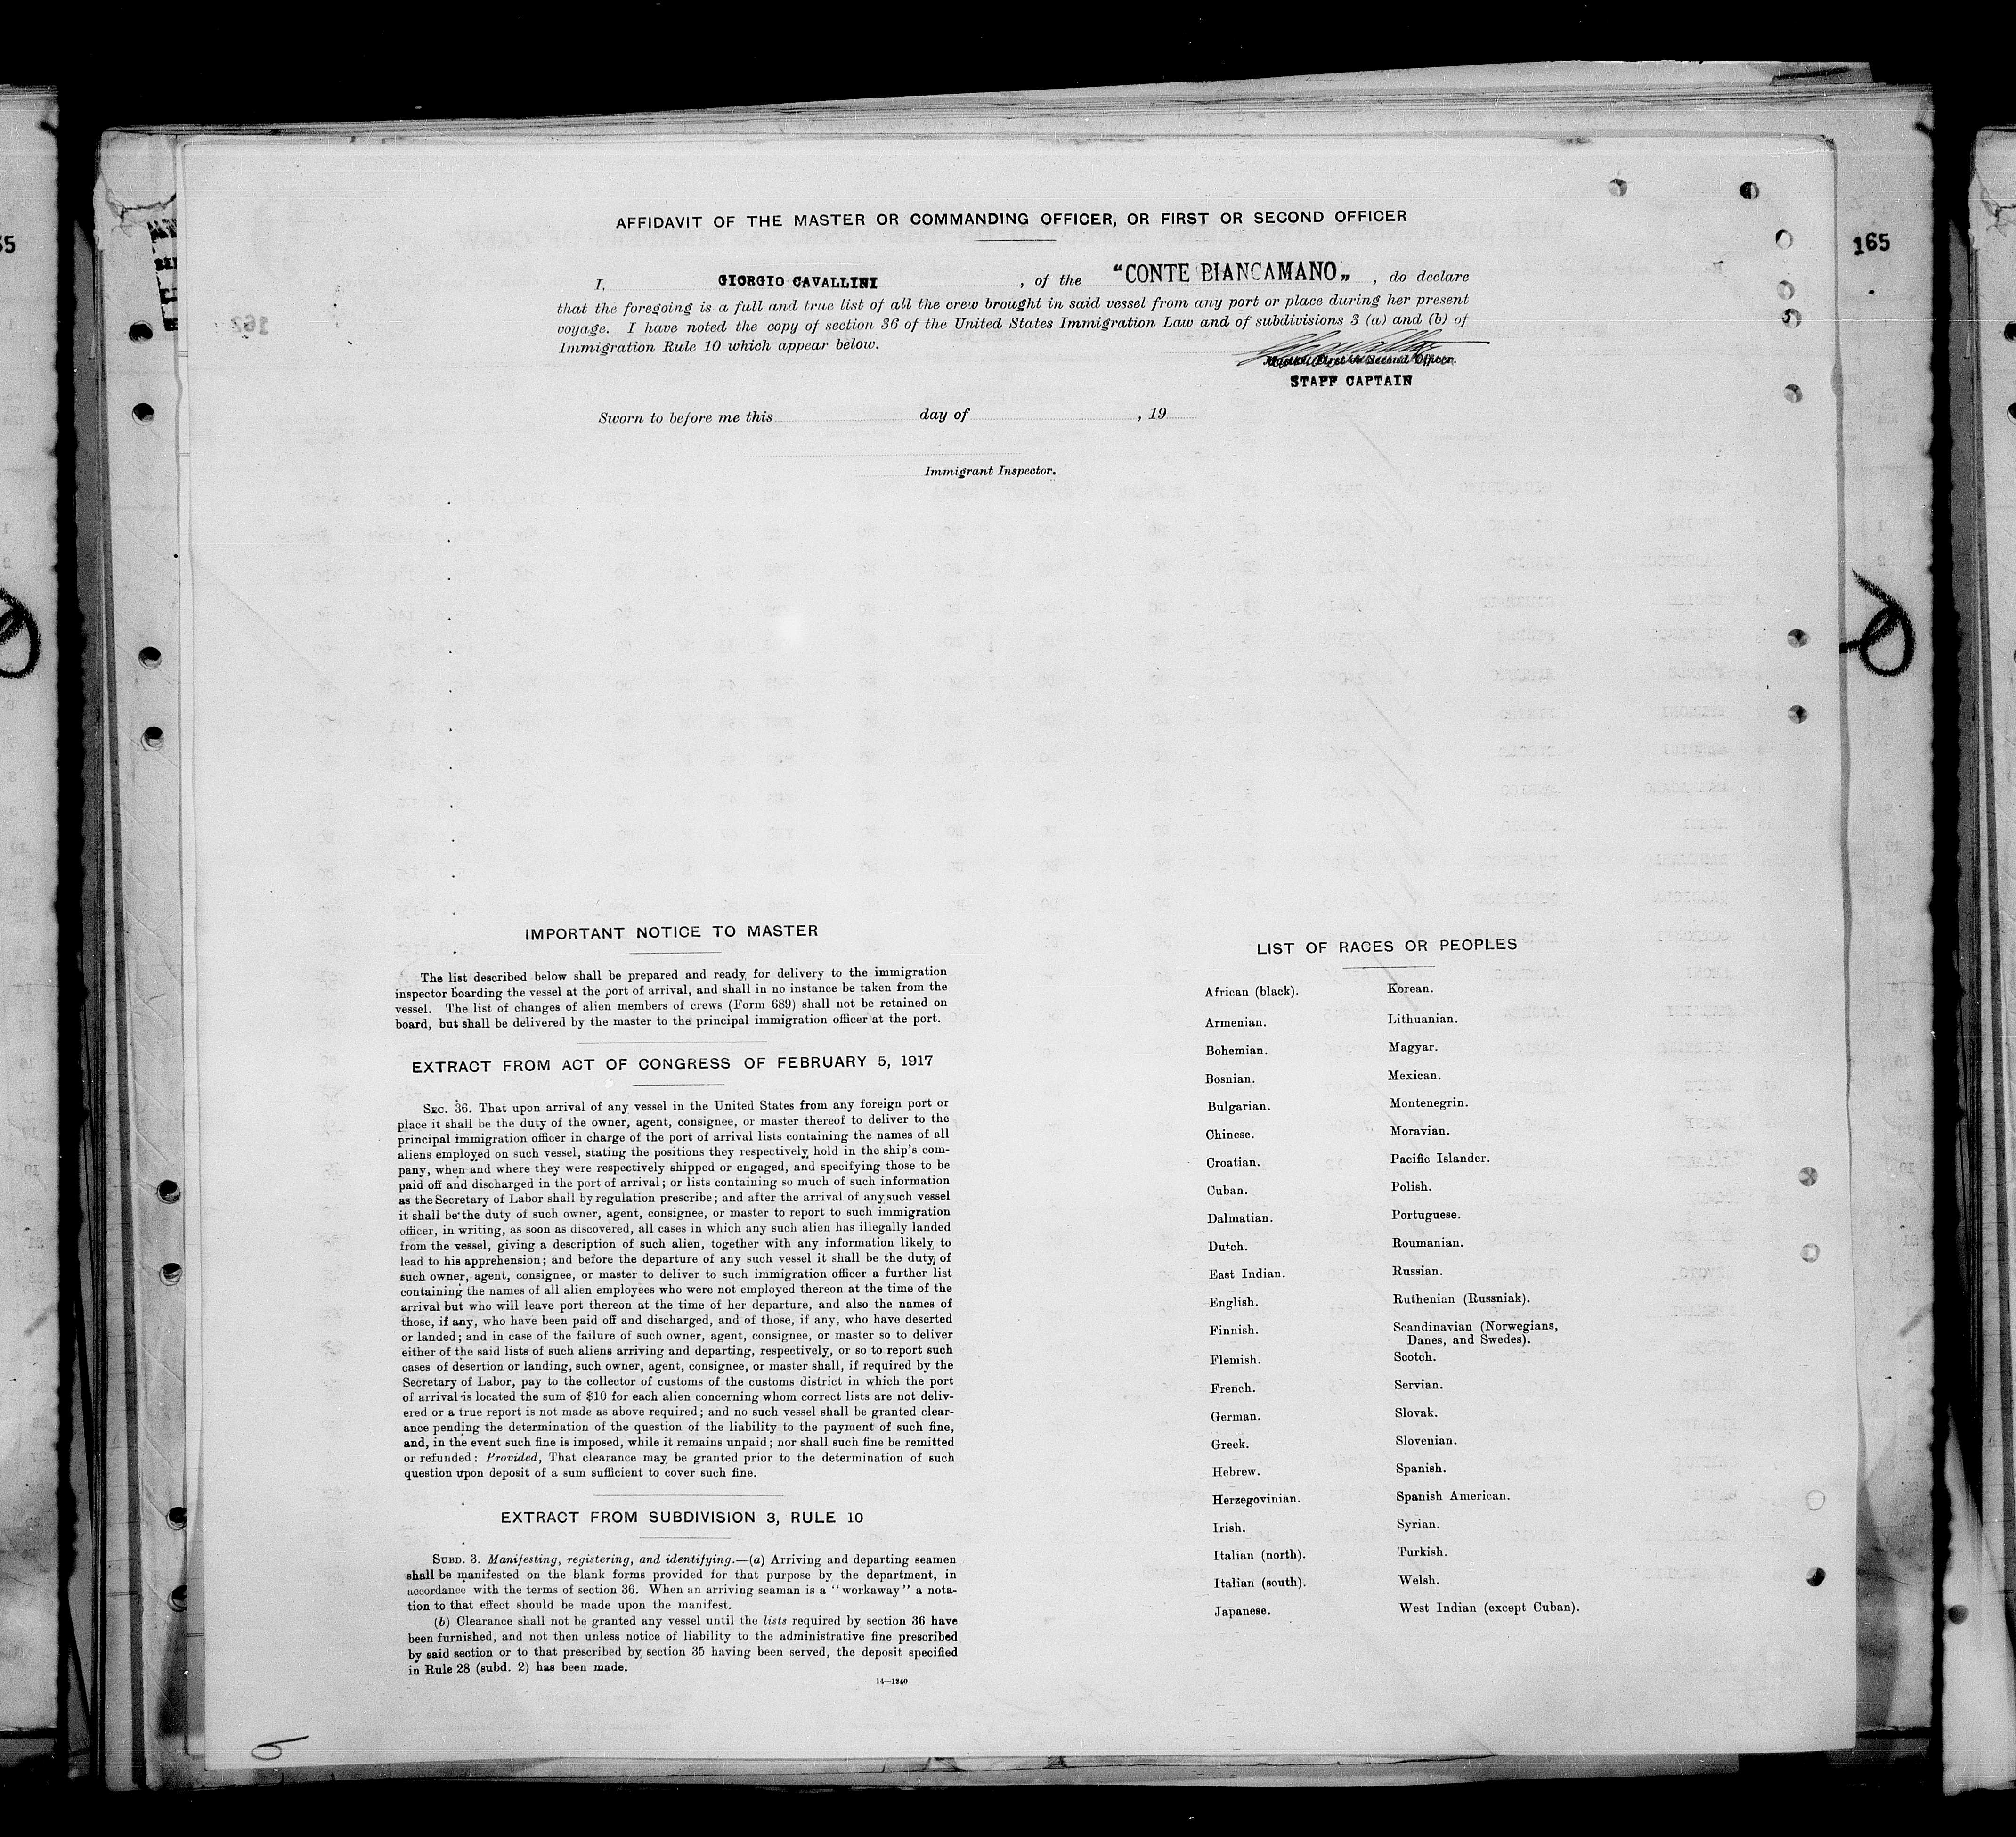 AFFIDAVIT OF THE MASTER OR COMMANDING OFFICER, OR FIRST OR SECOND OFFICER
165
I, GIORGIO CAVALLINI, of the "CONTE BIANCAMANO", do declare
that the foregoing is a full and true list of all the crew brought in said vessel from any port or place during her present
voyage. I have noted the copy of section 36 of the United States Immigration Law and of subdivisions 3 (a) and (b) of
Immigration Rule 10 which appear below.
Master, First or Second Officer.
STAFF CAPTAIN
Sworn to before me this day of , 19
Immigrant Inspector.
IMPORTANT NOTICE TO MASTER
The list described below shall be prepared and ready for delivery to the immigration
inspector boarding the vessel at the port of arrival, and shall in no instance be taken from the
vessel. The list of changes of alien members of crews (Form 689) shall not be retained on
board, but shall be delivered by the master to the principal immigration officer at the port.
EXTRACT FROM ACT OF CONGRESS OF FEBRUARY 5, 1917
SEC. 36. That upon arrival of any vessel in the United States from any foreign port or
place it shall be the duty of the owner, agent, consignee, or master thereof to deliver to the
principal immigration officer in charge of the port of arrival lists containing the names of all
aliens employed on such vessel, stating the positions they respectively hold in the ship's com-
pany, when and where they were respectively shipped or engaged, and specifying those to be
paid off and discharged in the port of arrival; or lists containing so much of such information
as the Secretary of Labor shall by regulation prescribe; and after the arrival of any such vessel
it shall be the duty of such owner, agent, consignee, or master to report to such immigration
officer, in writing, as soon as discovered, all cases in which any such alien has illegally landed
from the vessel, giving a description of such alien, together with any information likely to
lead to his apprehension; and before the departure of any such vessel it shall be the duty of
such owner, agent, consignee, or master to deliver to such immigration officer a further list
containing the names of all alien employees who were not employed thereon at the time of the
arrival but who will leave port thereon at the time of her departure, and also the names of
those, if any, who have been paid off and discharged, and of those, if any, who have deserted
or landed; and in case of the failure of such owner, agent, consignee, or master so to deliver
either of the said lists of such aliens arriving and departing, respectively, or so to report such
cases of desertion or landing, such owner, agent, consignee, or master shall, if required by the
Secretary of Labor, pay to the collector of customs of the customs district in which the port
of arrival is located the sum of $10 for each alien concerning whom correct lists are not deliv-
ered or a true report is not made as above required; and no such vessel shall be granted clear-
ance pending the determination of the question of the liability to the payment of such fine,
and, in the event such fine is imposed, while it remains unpaid; nor shall such fine be remitted
or refunded: Provided, That clearance may be granted prior to the determination of such
question upon deposit of a sum sufficient to cover such fine.
EXTRACT FROM SUBDIVISION 3, RULE 10
SUBD. 3. Manifesting, registering, and identifying.—(a) Arriving and departing seamen
shall be manifested on the blank forms provided for that purpose by the department, in
accordance with the terms of section 36. When an arriving seaman is a "workaway" a nota-
tion to that effect should be made upon the manifest.
(b) Clearance shall not be granted any vessel until the lists required by section 36 have
been furnished, and not then unless notice of liability to the administrative fine prescribed
by said section or to that prescribed by section 35 having been served, the deposit specified
in Rule 28 (subd. 2) has been made.
14—1240
LIST OF RACES OR PEOPLES
African (black).
Armenian.
Bohemian.
Bosnian.
Bulgarian.
Chinese.
Croatian.
Cuban.
Dalmatian.
Dutch.
East Indian.
English.
Finnish.
Flemish.
French.
German.
Greek.
Hebrew.
Herzegovinian.
Irish.
Italian (north).
Italian (south).
Japanese.
Korean.
Lithuanian.
Magyar.
Mexican.
Montenegrin.
Moravian.
Pacific Islander.
Polish.
Portuguese.
Roumanian.
Russian.
Ruthenian (Russniak).
Scandinavian (Norwegians,
Danes, and Swedes).
Scotch.
Servian.
Slovak.
Slovenian.
Spanish.
Spanish American.
Syrian.
Turkish.
Welsh.
West Indian (except Cuban).